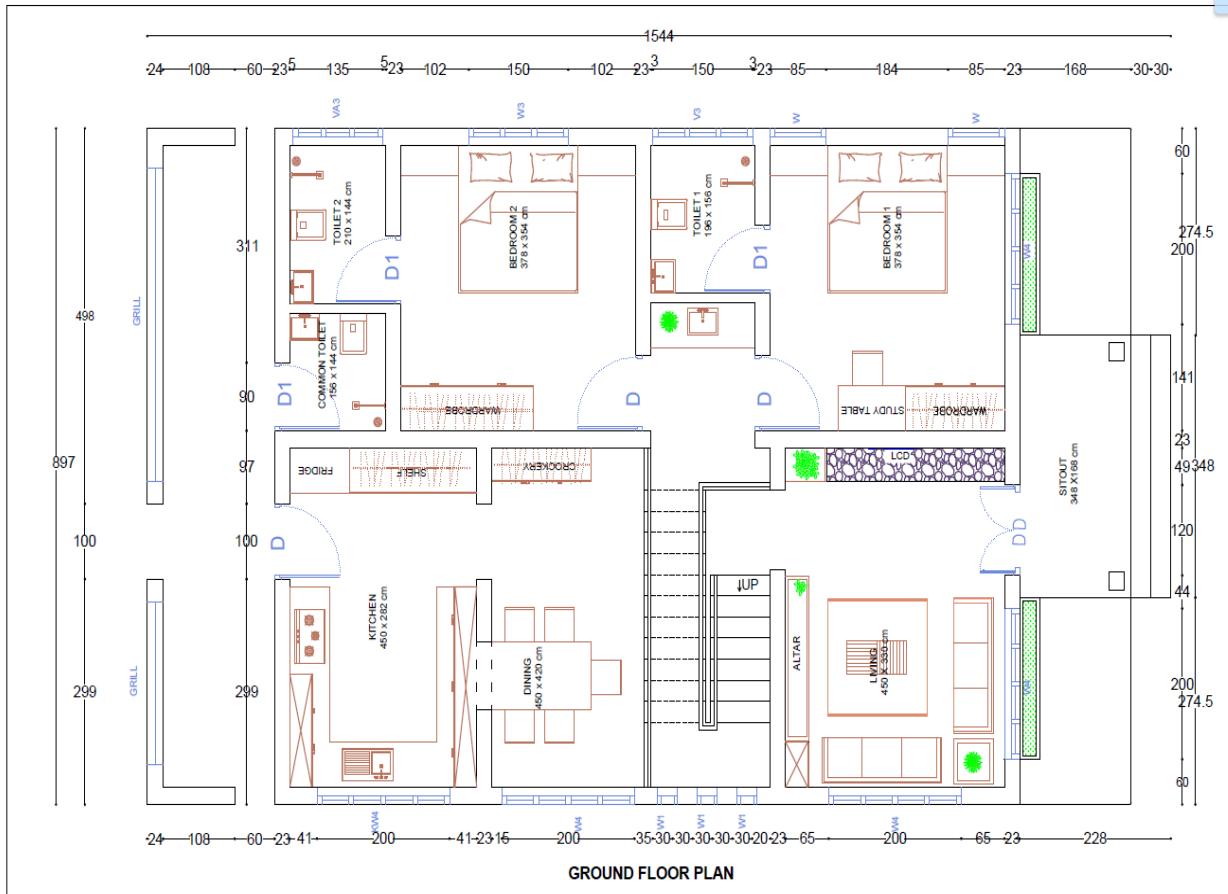 1544
24 108 60 23 5 135 5 23 102 150 102 23 3 150 3 23 85 184 85 23 168 30 30
VA3
W3
V3
W
W
60
311
498
GRILL
TOILET 2
210 x 144 cm
BEDROOM 2
378 x 354 cm
TOILET 1
196 x 156 cm
BEDROOM 1
378 x 354 cm
W4
274.5
200
D1
D1
COMMON TOILET
156 x 144 cm
D1
90
WARDROBE
D
D
STUDY TABLE
WARDROBE
141
23
897
97
FRIDGE
SHELF
CROCKERY
LCD
SITOUT
348 X168 cm
49
348
100
100
D
DD
120
UP
44
KITCHEN
450 x 282 cm
DINING
450 x 420 cm
ALTAR
LIVING
450 x 330 cm
W4
299
GRILL
299
200
274.5
60
KW4
W4
W1
W1
W1
W4
24 108 60 23 41 200 41 23 15 200 35 30 30 30 30 30 20 23 65 200 65 23 228
GROUND FLOOR PLAN